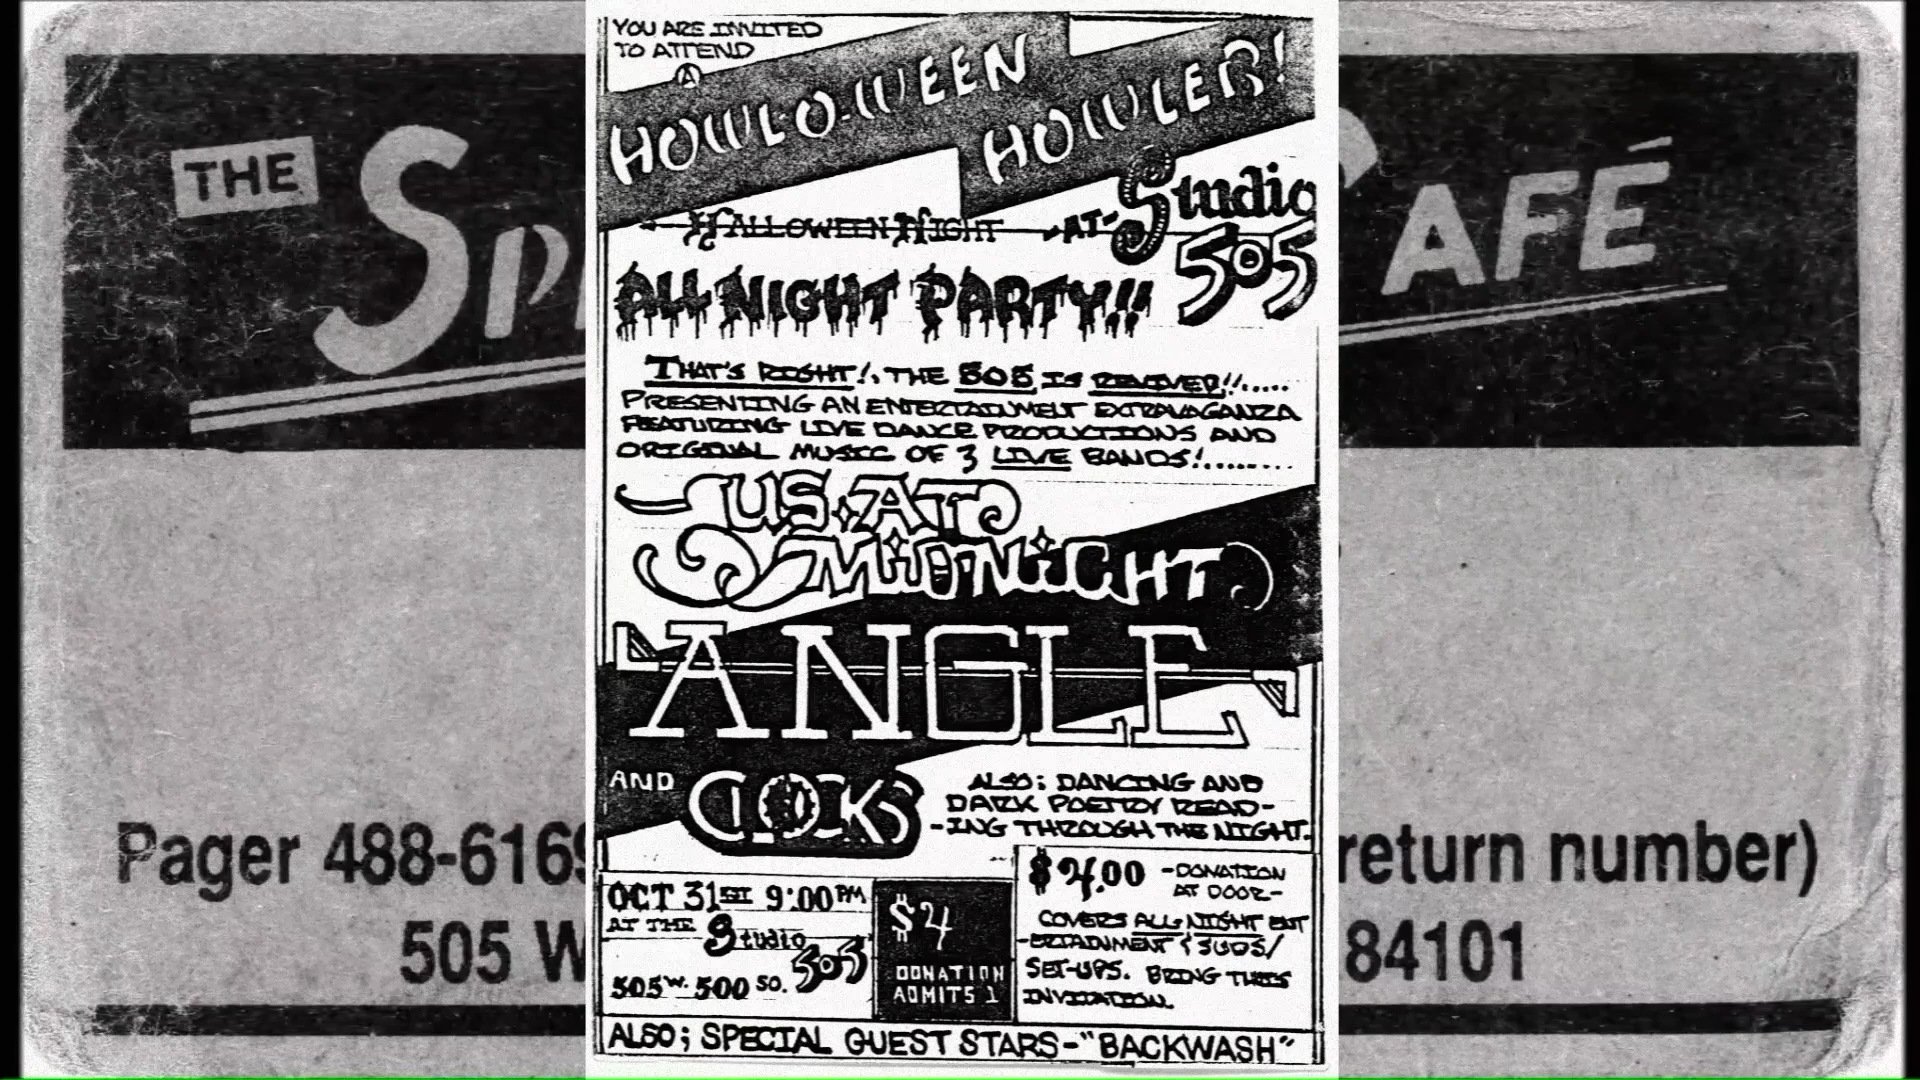 YOU ARE INVITED
TO ATTEND
A
HOWL-O-WEEN
HOWLER!
HALLOWEEN NIGHT -AT- Studio
505
ALL NIGHT PARTY!!
THAT'S RIGHT!, THE 505 IS REVIVED!!.....
PRESENTING AN ENTERTAINMENT EXTRAVAGANZA
FEATURING LIVE DANCE PRODUCTIONS AND
ORIGINAL MUSIC OF 3 LIVE BANDS!........
US AT
MIDNIGHT
ANGLE
AND CLOCKS
ALSO; DANCING AND
DARK POETRY READ-
-ING THROUGH THE NIGHT.
OCT 31ST 9:00 PM
AT THE Studio
505
505 W. 500 SO.
$4
DONATION
ADMITS 1
$4.00 -DONATION
AT DOOR-
COVERS ALL NIGHT ENT
-ERTAINMENT & SUDS/
SET-UPS. BRING THIS
INVITATION.
ALSO; SPECIAL GUEST STARS-"BACKWASH"
THE
AFÉ
Pager 488-6169
return number)
505 W
84101